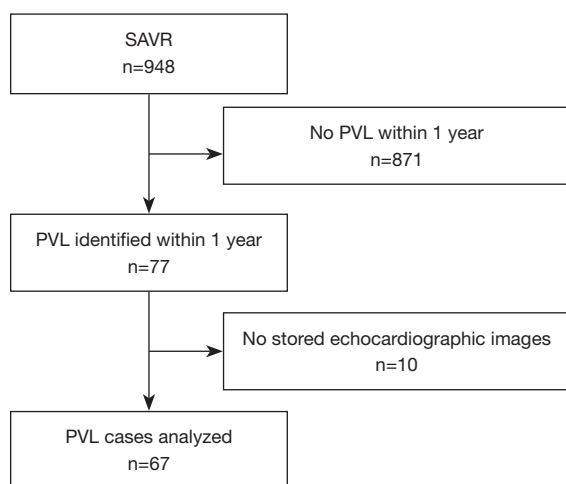 SAVR
n=948
No PVL within 1 year
n=871
PVL identified within 1 year
n=77
No stored echocardiographic images
n=10
PVL cases analyzed
n=67